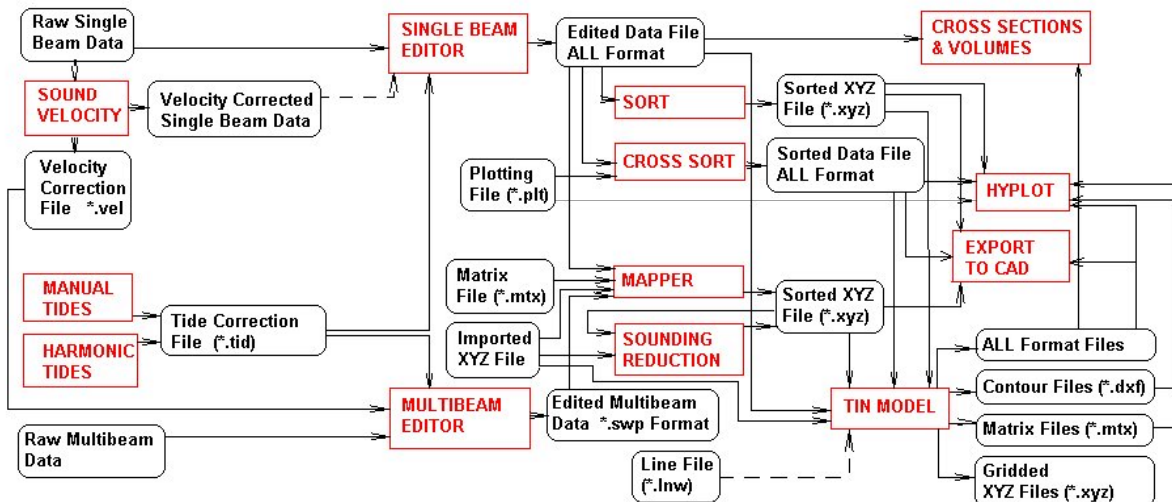 Raw Single
Beam Data
SINGLE BEAM
EDITOR
Edited Data File
ALL Format
CROSS SECTIONS
& VOLUMES
SOUND
VELOCITY
Velocity Corrected
Single Beam Data
SORT
Sorted XYZ
File (*.xyz)
Velocity
Correction
File *.vel
Plotting
File (*.plt)
CROSS SORT
Sorted Data File
ALL Format
HYPLOT
EXPORT
TO CAD
MANUAL
TIDES
HARMONIC
TIDES
Tide Correction
File (*.tid)
Matrix
File (*.mtx)
MAPPER
Sorted XYZ
File (*.xyz)
Imported
XYZ File
SOUNDING
REDUCTION
ALL Format Files
MULTIBEAM
EDITOR
Edited Multibeam
Data *.swp Format
TIN MODEL
Contour Files (*.dxf)
Matrix Files (*.mtx)
Raw Multibeam
Data
Line File
(*.lnw)
Gridded
XYZ Files (*.xyz)